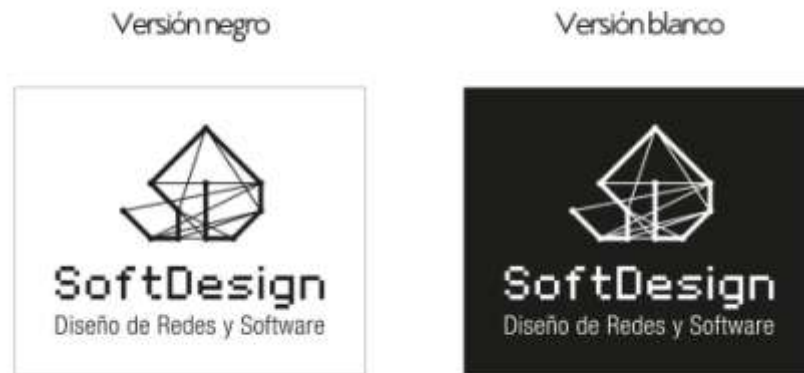 Versión negro
Versión blanco
SoftDesign
Diseño de Redes y Software
SoftDesign
Diseño de Redes y Software